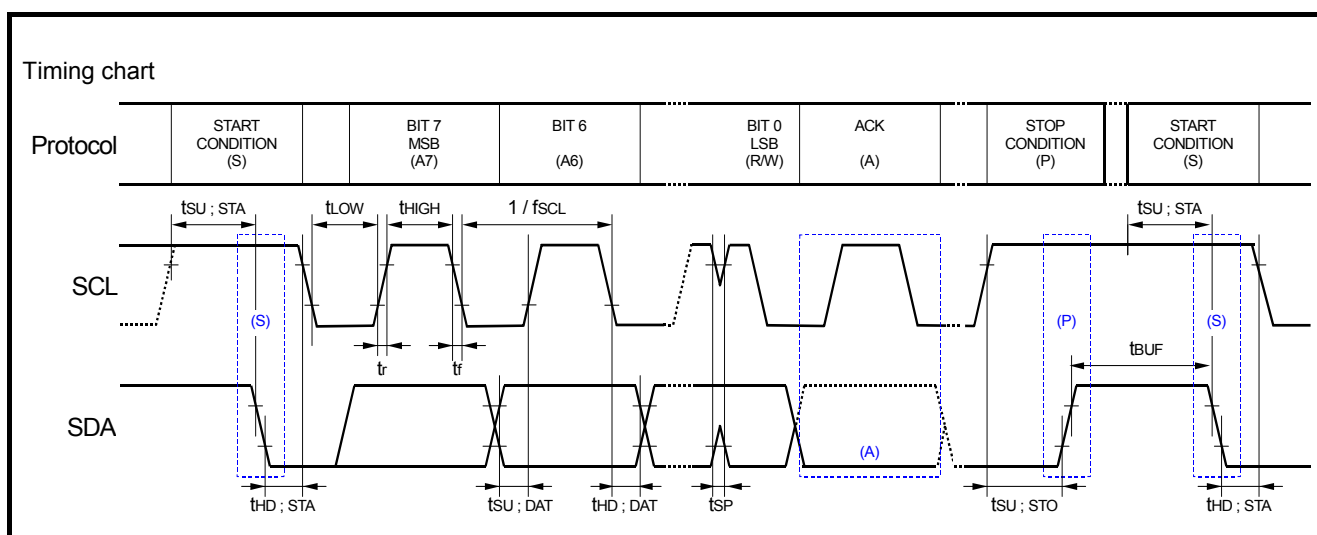 Timing chart
Protocol
START
CONDITION
(S)
BIT 7
MSB
(A7)
BIT 6
(A6)
BIT 0
LSB
(R/W)
ACK
(A)
STOP
CONDITION
(P)
START
CONDITION
(S)
tSU ; STA
tLOW
tHIGH
1 / fSCL
tSU ; STA
SCL
(S)
(P)
(S)
tr
tf
tBUF
SDA
(A)
tHD ; STA
tSU ; DAT
tHD ; DAT
tSP
tSU ; STO
tHD ; STA